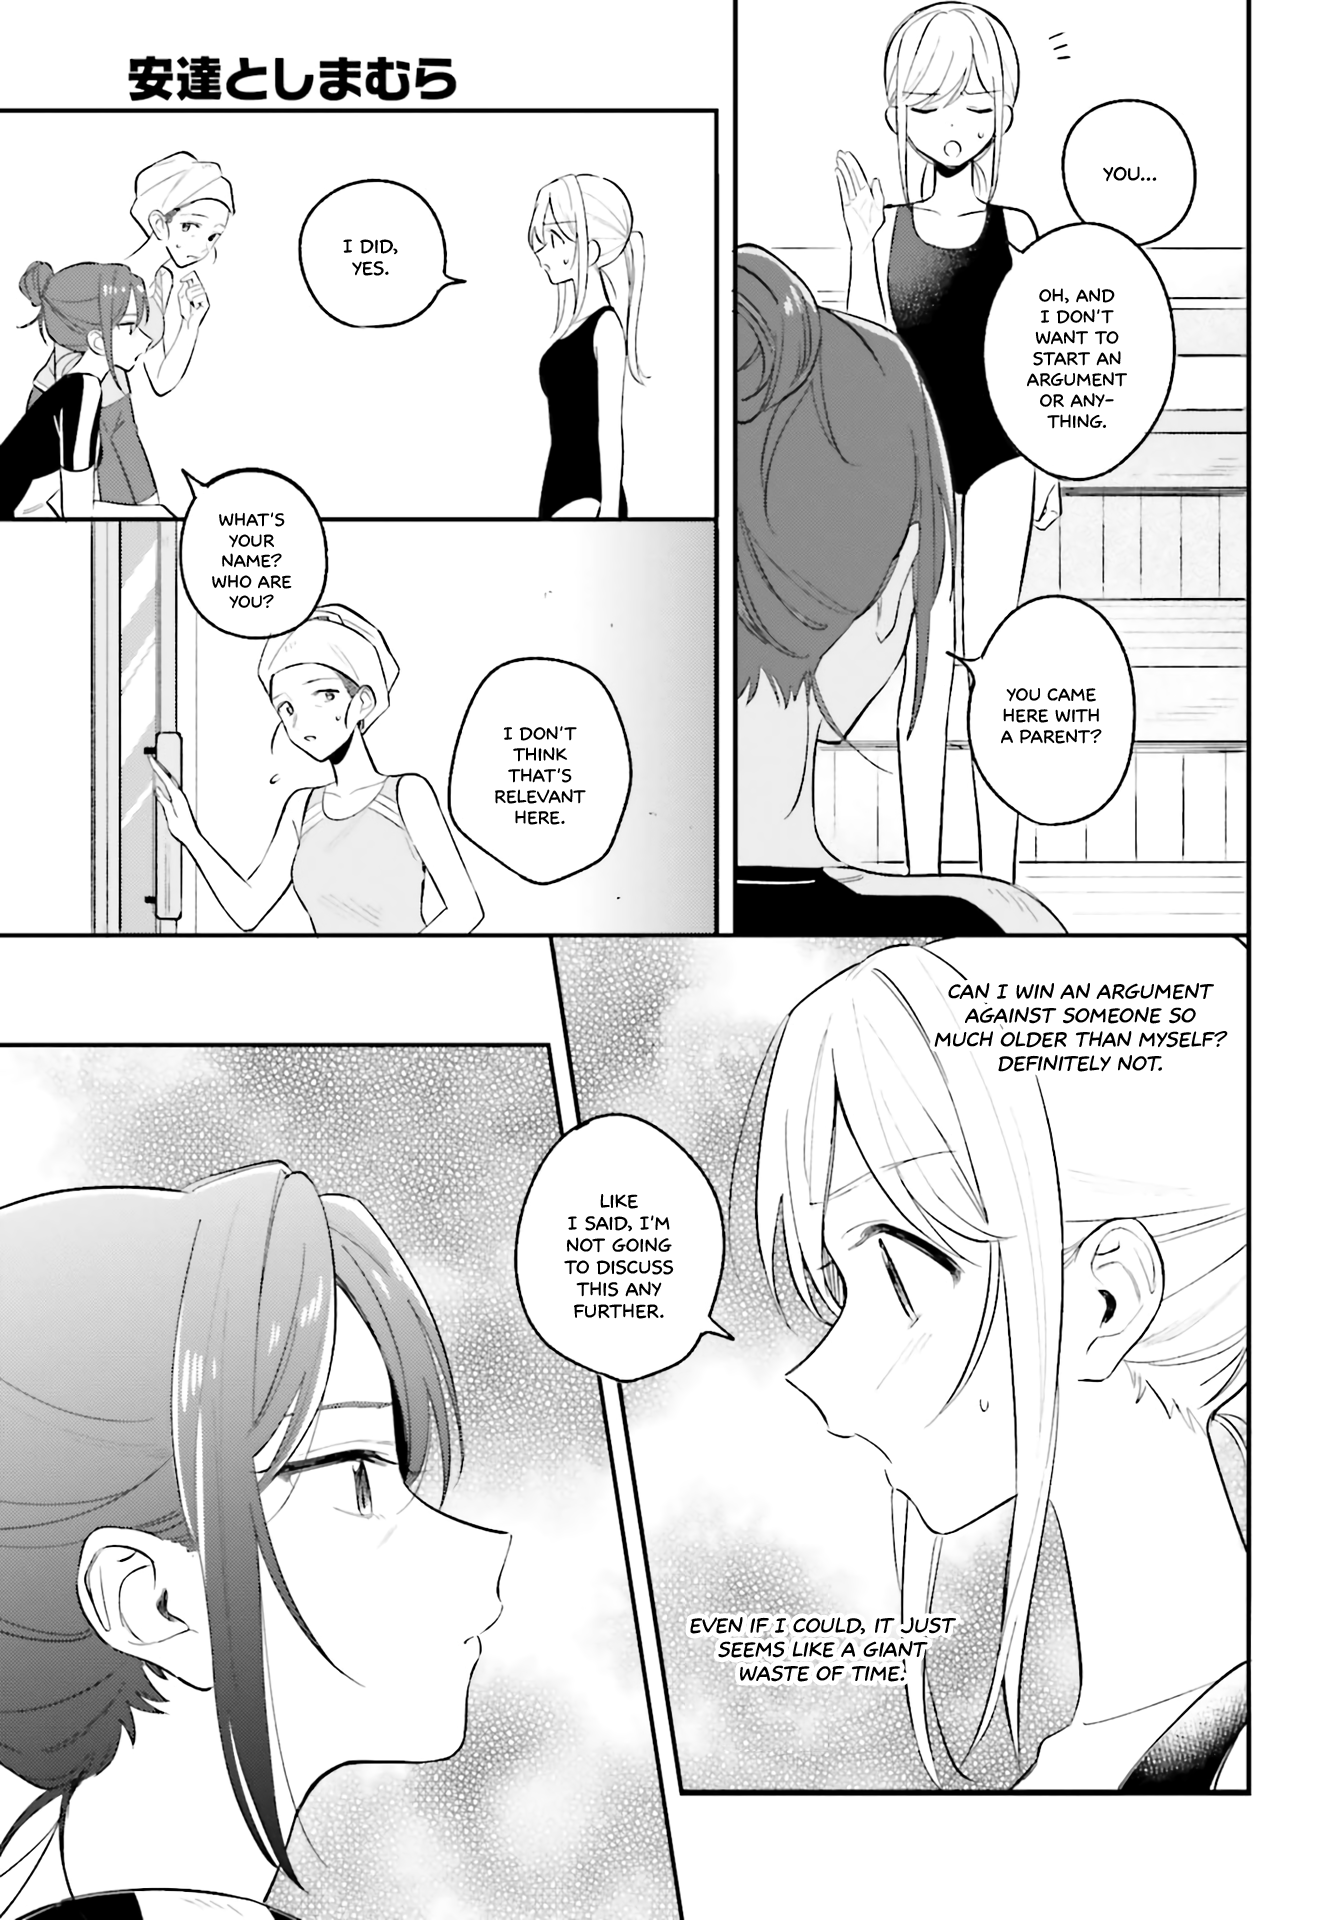 安達としまむら
YOU...
OH, AND
I DON'T
WANT TO
START AN
ARGUMENT
OR ANY-
THING.
YOU CAME
HERE WITH
A PARENT?
I DID,
YES.
WHAT'S
YOUR
NAME?
WHO ARE
YOU?
I DON'T
THINK
THAT'S
RELEVANT
HERE.
CAN I WIN AN ARGUMENT
AGAINST SOMEONE SO
MUCH OLDER THAN MYSELF?
DEFINITELY NOT.
LIKE
I SAID, I'M
NOT GOING
TO DISCUSS
THIS ANY
FURTHER.
EVEN IF I COULD, IT JUST
SEEMS LIKE A GIANT
WASTE OF TIME.